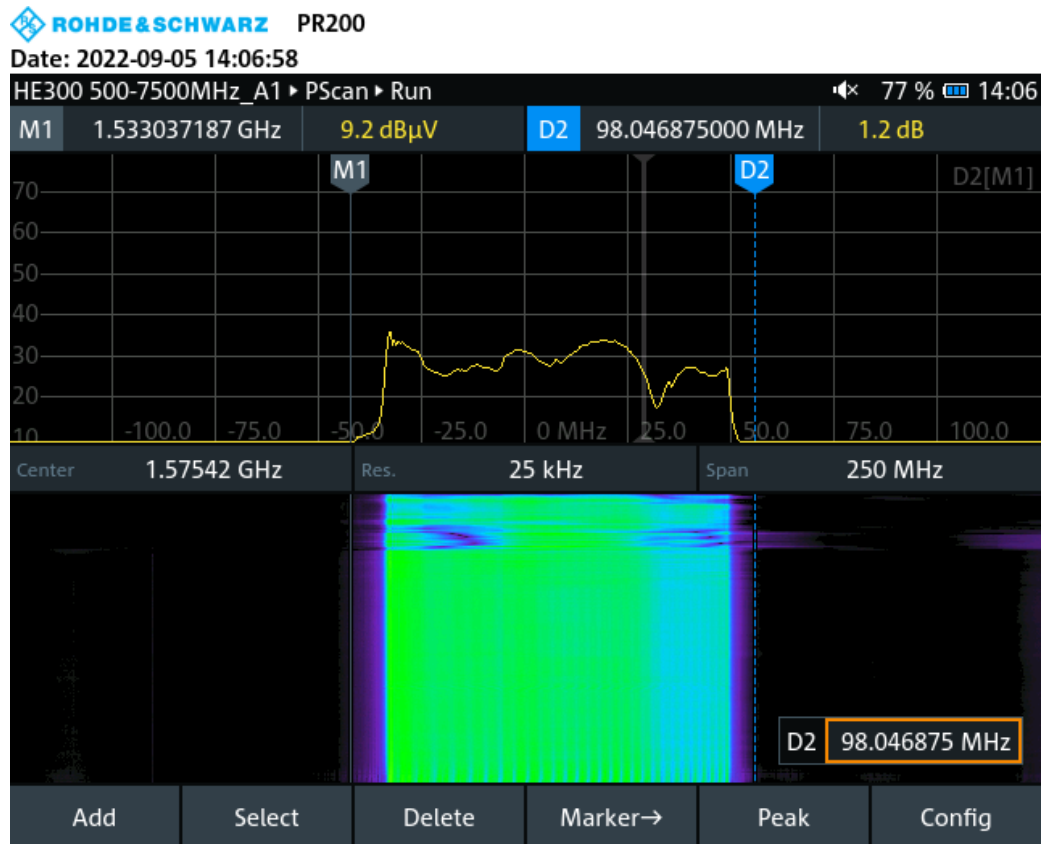 ROHDE & SCHWARZ PR200
Date: 2022-09-05 14:06:58
HE300 500-7500MHz_A1 ▸ PScan ▸ Run 77 % 14:06
M1 1.533037187 GHz 9.2 dBµV D2 98.046875000 MHz 1.2 dB
M1 D2 D2[M1]
70
60
50
40
30
20
10 -100.0 -75.0 -50.0 -25.0 0 MHz 25.0 50.0 75.0 100.0
Center 1.57542 GHz Res. 25 kHz Span 250 MHz
D2 98.046875 MHz
Add Select Delete Marker→ Peak Config